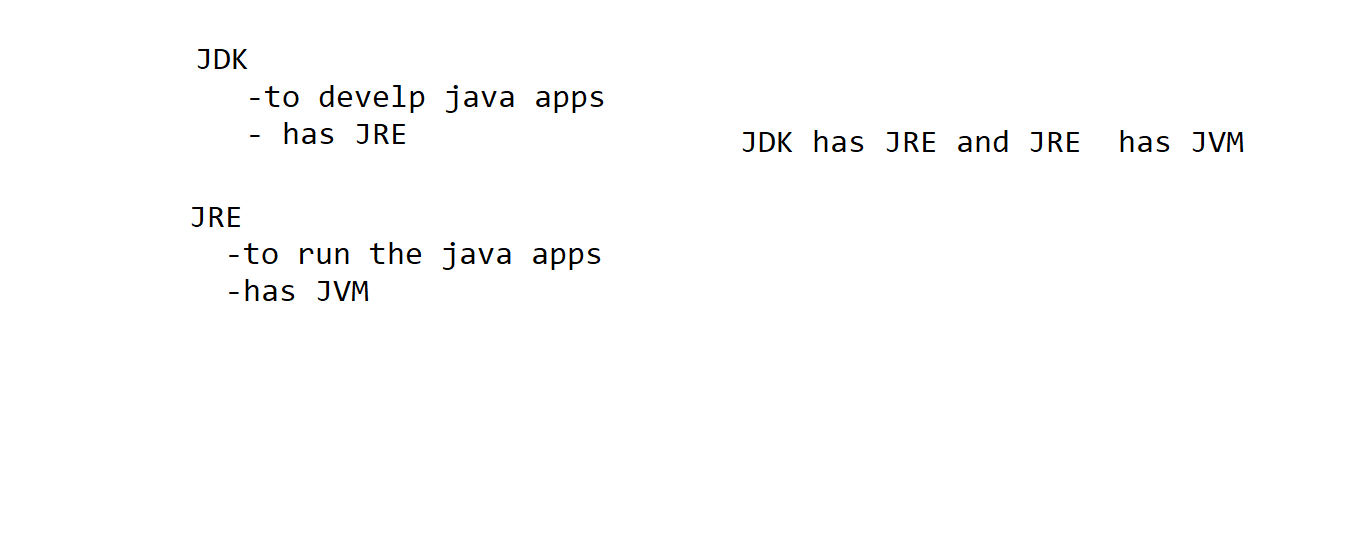 JDK
-to develp java apps
- has JRE
JDK has JRE and JRE  has JVM
JRE
-to run the java apps
-has JVM